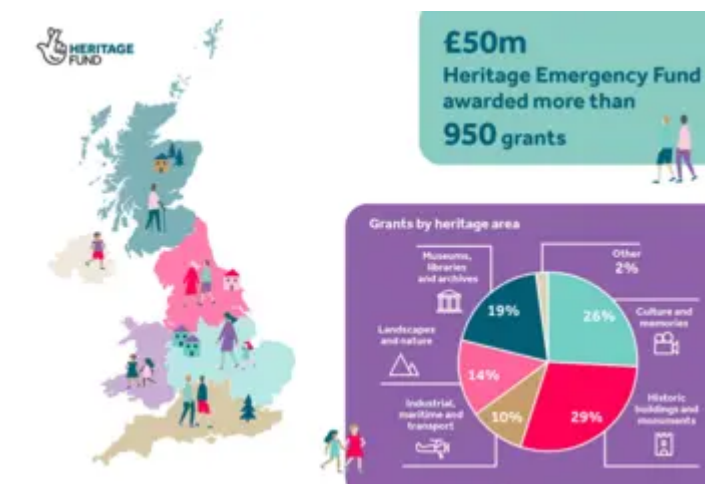 HERITAGE
FUND
£50m
Heritage Emergency Fund
awarded more than
950 grants
Grants by heritage area
Museums,
libraries
and archives
Other
2%
19%
26%
Culture and
memories
Landscapes
and nature
14%
Industrial,
maritime and
transport
10%
29%
Historic
buildings and
monuments